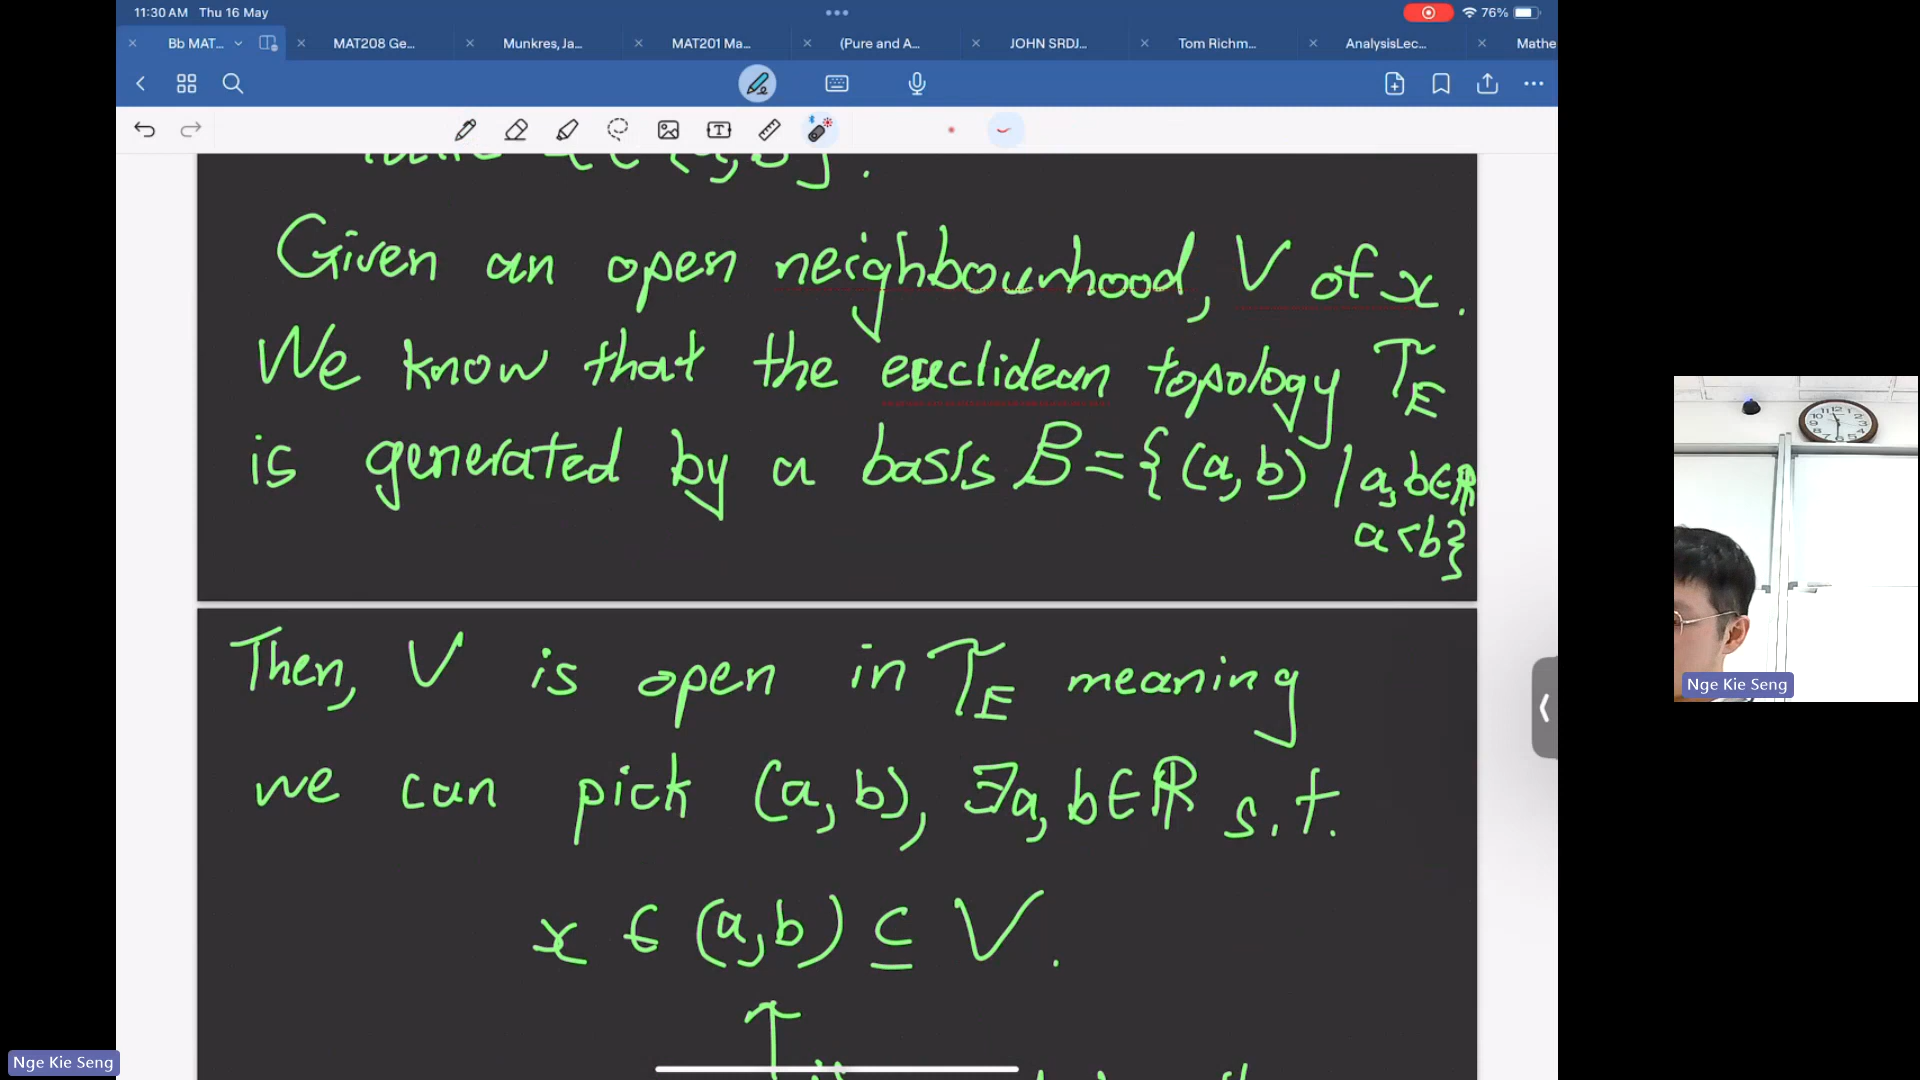 11:30 AM Thu 16 May
76%
Bb MAT...
MAT208 Ge...
Munkres, Ja...
MAT201 Ma...
(Pure and A...
JOHN SRDJ...
Tom Richm...
AnalysisLec...
Mathe
Given an open neighbourhood, V of x.
We know that the euclidean topology T_E
is generated by a basis B = {(a, b) | a, b ∈ ℝ
a < b}
Then, V is open in T_E meaning
we can pick (a, b), ∃a, b ∈ ℝ s.t.
x ∈ (a, b) ⊆ V.
Nge Kie Seng
Nge Kie Seng